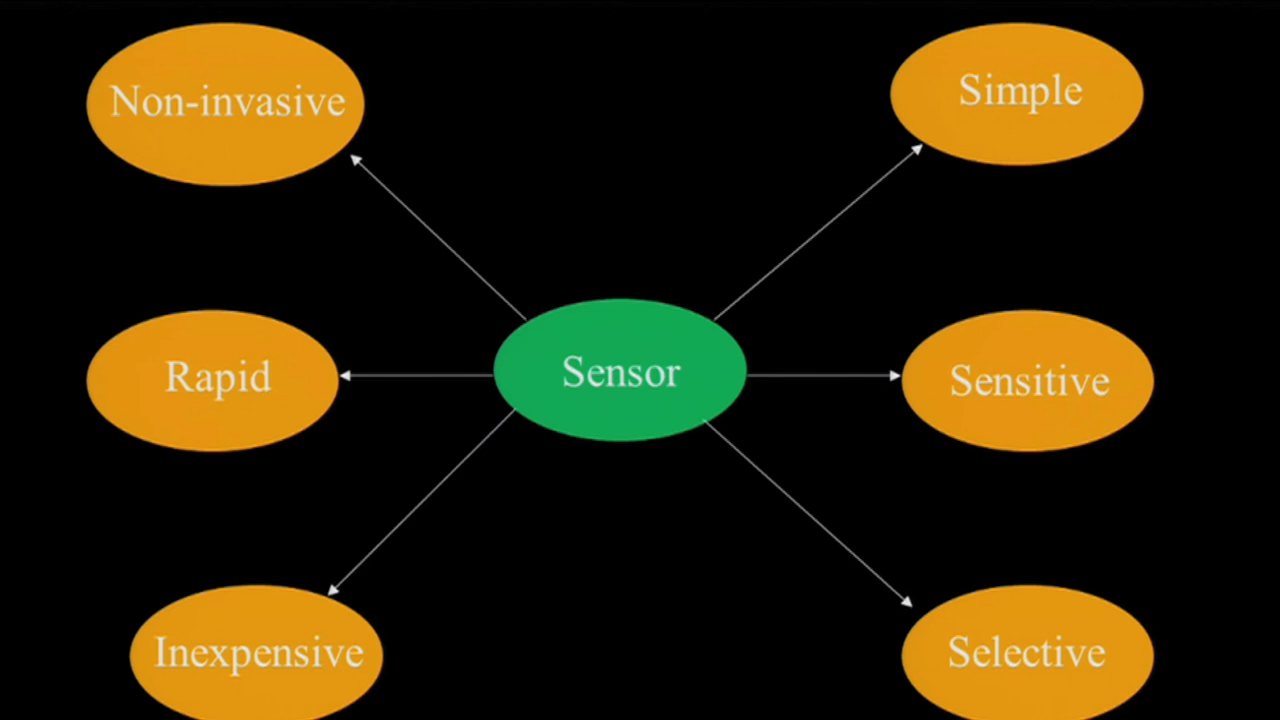 Non-invasive
Simple
Rapid
Sensor
Sensitive
Inexpensive
Selective